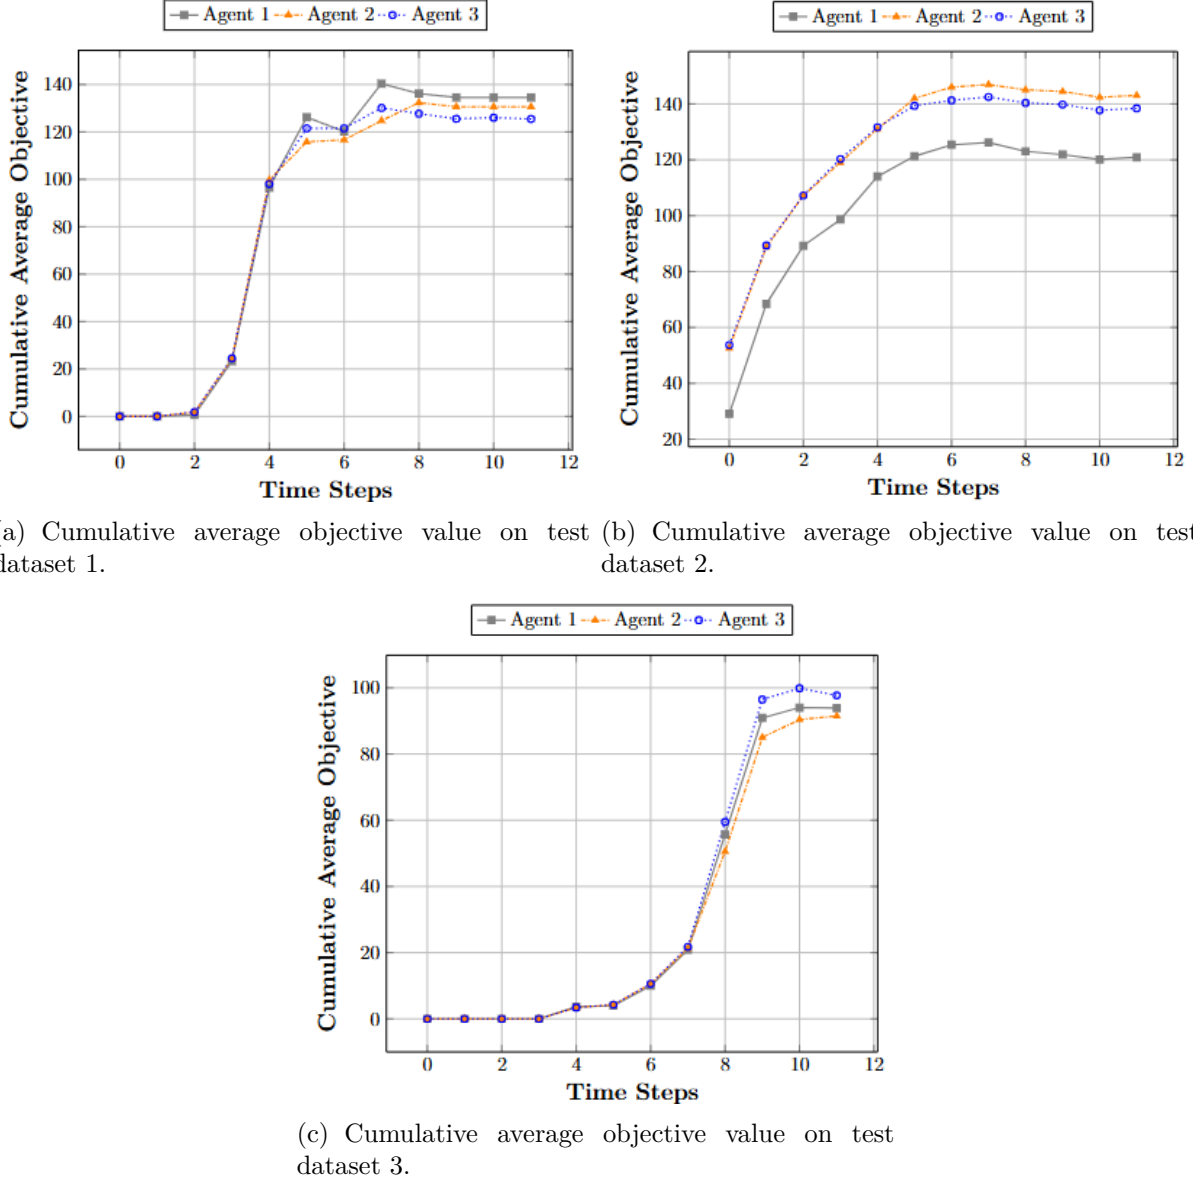 Agent 1 Agent 2 Agent 3
Cumulative Average Objective
140
120
100
80
60
40
20
0
0 2 4 6 8 10 12
Time Steps
(a) Cumulative average objective value on test
dataset 1.
Agent 1 Agent 2 Agent 3
Cumulative Average Objective
140
120
100
80
60
40
20
0 2 4 6 8 10 12
Time Steps
(b) Cumulative average objective value on test
dataset 2.
Agent 1 Agent 2 Agent 3
Cumulative Average Objective
100
80
60
40
20
0
0 2 4 6 8 10 12
Time Steps
(c) Cumulative average objective value on test
dataset 3.